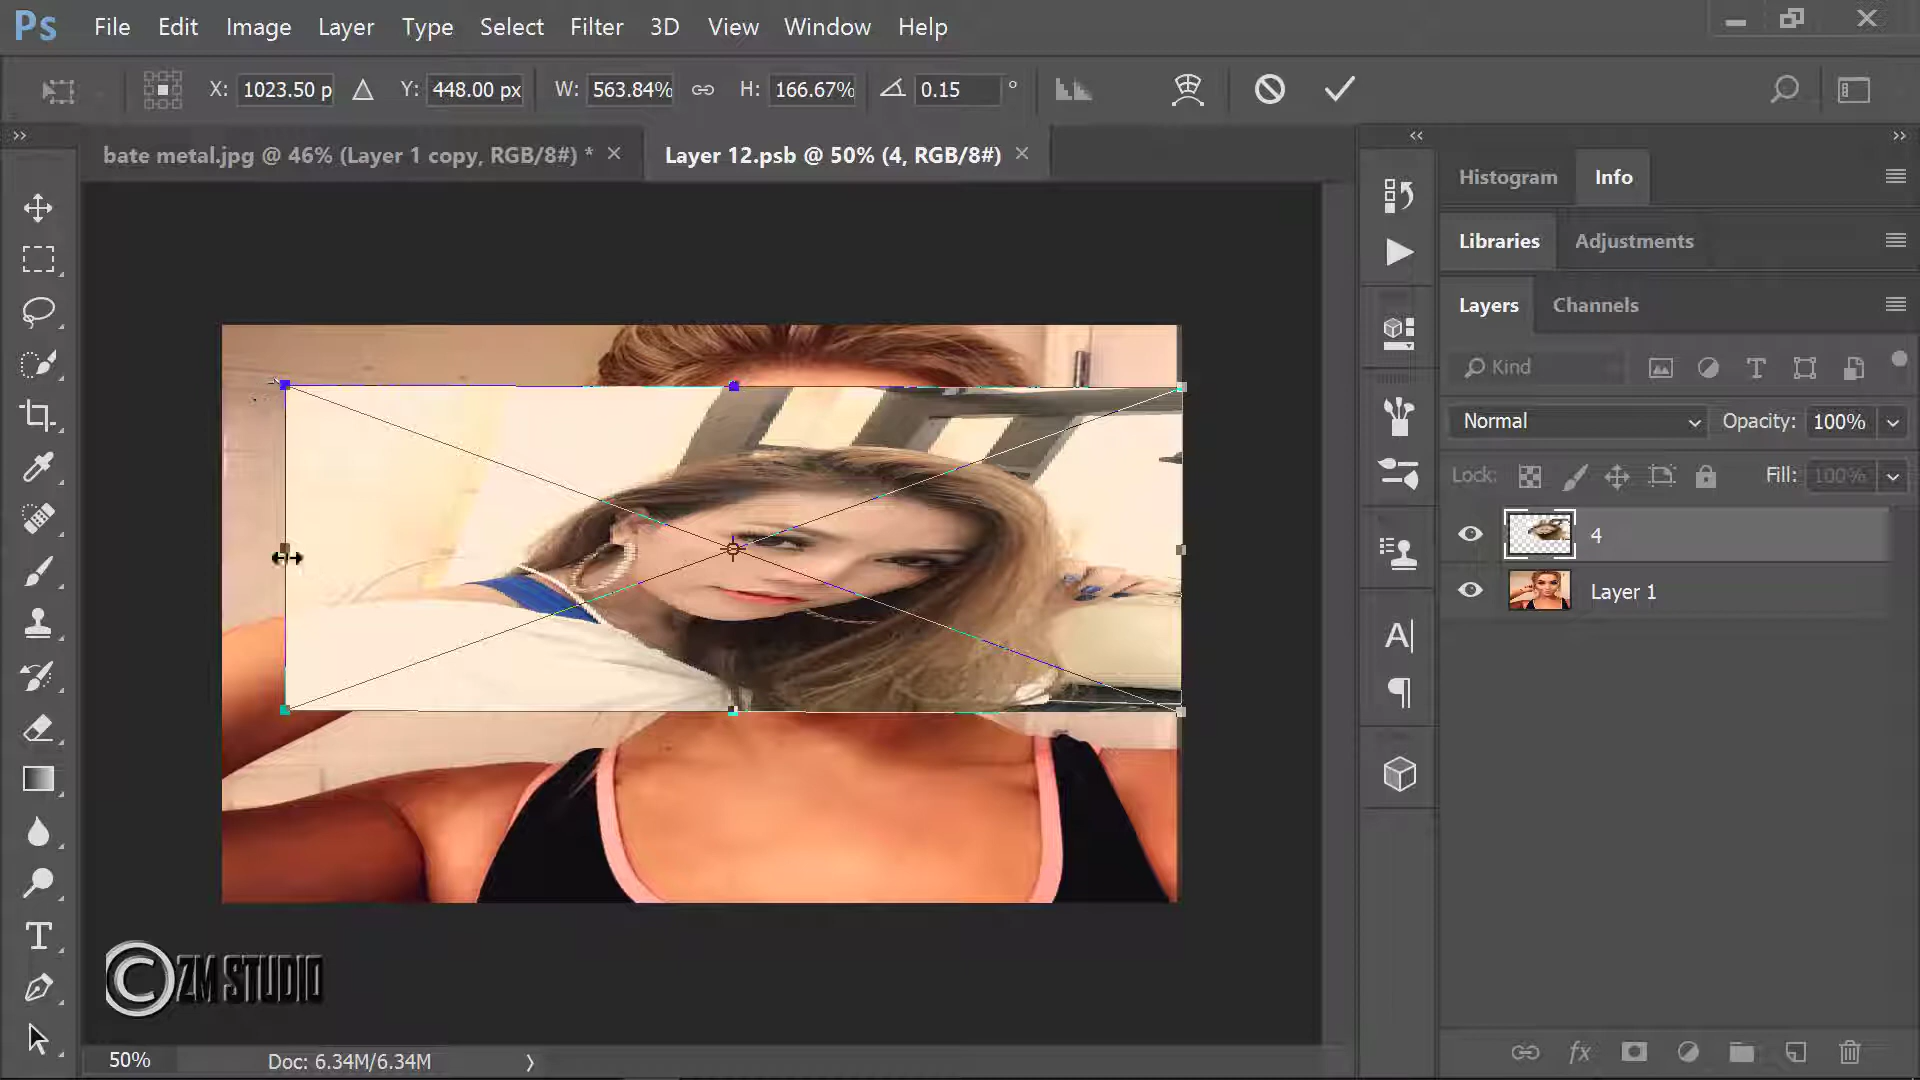 Ps File Edit Image Layer Type Select Filter 3D View Window Help
X: 1023.50 p Y: 448.00 px W: 563.84% H: 166.67% 0.15 °
bate metal.jpg @ 46% (Layer 1 copy, RGB/8#) * Layer 12.psb @ 50% (4, RGB/8#)
Histogram Info
Libraries Adjustments
Layers Channels
Kind
Normal Opacity: 100%
Lock: Fill: 100%
4
Layer 1
© ZM STUDIO
50% Doc: 6.34M/6.34M